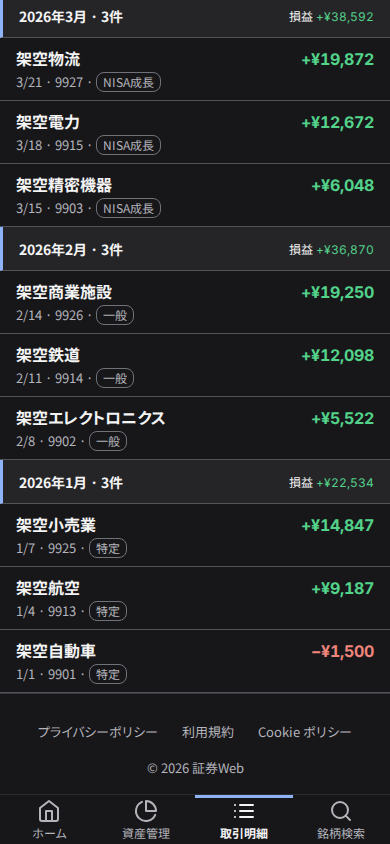 2026年3月・3件 損益 +¥38,592
架空物流 +¥19,872
3/21・9927・NISA成長
架空電力 +¥12,672
3/18・9915・NISA成長
架空精密機器 +¥6,048
3/15・9903・NISA成長
2026年2月・3件 損益 +¥36,870
架空商業施設 +¥19,250
2/14・9926・一般
架空鉄道 +¥12,098
2/11・9914・一般
架空エレクトロニクス +¥5,522
2/8・9902・一般
2026年1月・3件 損益 +¥22,534
架空小売業 +¥14,847
1/7・9925・特定
架空航空 +¥9,187
1/4・9913・特定
架空自動車 −¥1,500
1/1・9901・特定
プライバシーポリシー 利用規約 Cookie ポリシー
© 2026 証券Web
ホーム 資産管理 取引明細 銘柄検索